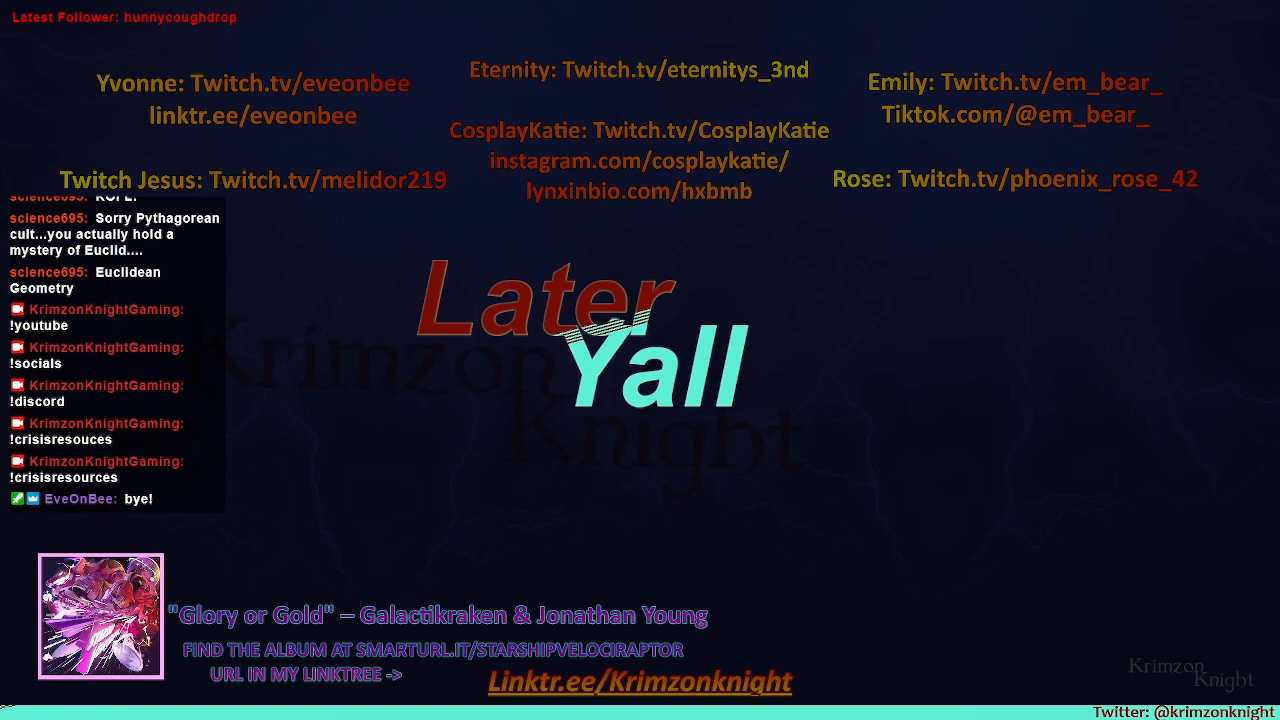 Latest Follower: hunnycoughdrop
Yvonne: Twitch.tv/eveonbee
linktr.ee/eveonbee
Eternity: Twitch.tv/eternitys_3nd
Emily: Twitch.tv/em_bear_
Tiktok.com/@em_bear_
CosplayKatie: Twitch.tv/CosplayKatie
instagram.com/cosplaykatie/
lynxinbio.com/hxbmb
Twitch Jesus: Twitch.tv/melidor219
Rose: Twitch.tv/phoenix_rose_42
science695: Sorry Pythagorean
cult...you actually hold a
mystery of Euclid....
science695: Euclidean
Geometry
KrimzonKnightGaming:
!youtube
KrimzonKnightGaming:
!socials
KrimzonKnightGaming:
!discord
KrimzonKnightGaming:
!crisisresouces
KrimzonKnightGaming:
!crisisresources
EveOnBee: bye!
Later
Yall
Krimzon
Knight
"Glory or Gold" – Galactikraken & Jonathan Young
FIND THE ALBUM AT SMARTURL.IT/STARSHIPVELOCIRAPTOR
URL IN MY LINKTREE ->
Linktr.ee/Krimzonknight
Krimzon
Knight
Twitter: @krimzonknight